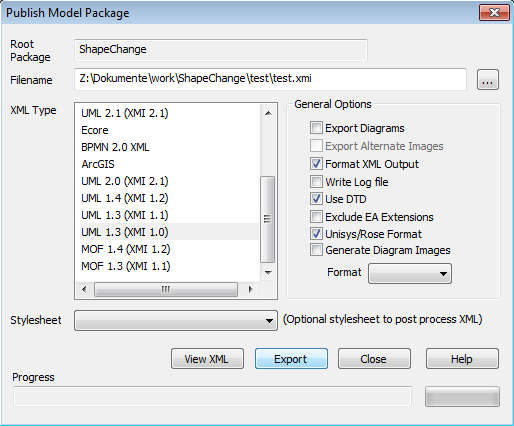 Publish Model Package
Root Package
ShapeChange
Filename
Z:\Dokumente\work\ShapeChange\test\test.xmi
...
XML Type
UML 2.1 (XMI 2.1)
Ecore
BPMN 2.0 XML
ArcGIS
UML 2.0 (XMI 2.1)
UML 1.4 (XMI 1.2)
UML 1.3 (XMI 1.1)
UML 1.3 (XMI 1.0)
MOF 1.4 (XMI 1.2)
MOF 1.3 (XMI 1.1)
General Options
Export Diagrams
Export Alternate Images
Format XML Output
Write Log file
Use DTD
Exclude EA Extensions
Unisys/Rose Format
Generate Diagram Images
Format
Stylesheet
(Optional stylesheet to post process XML)
View XML
Export
Close
Help
Progress